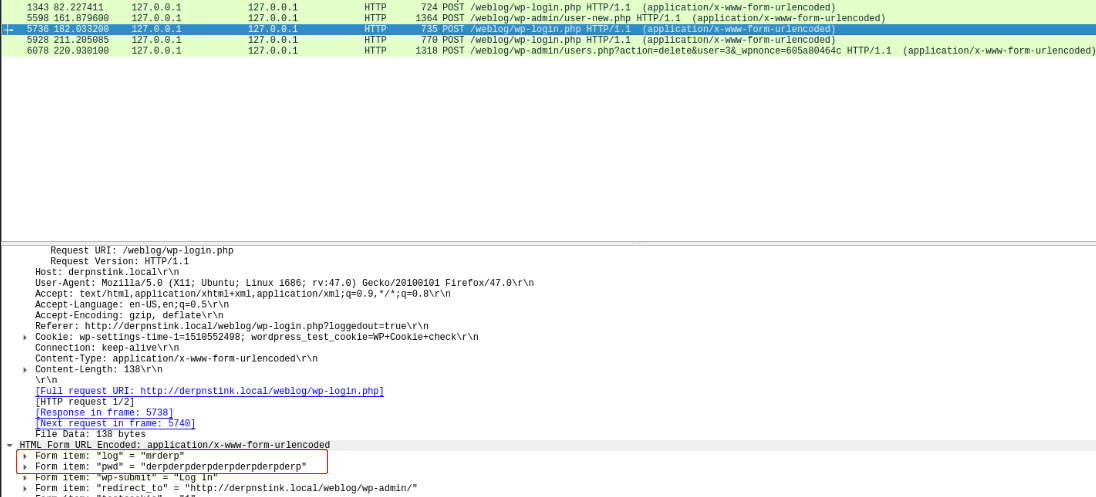 1343 82.227411 127.0.0.1 127.0.0.1 HTTP 724 POST /weblog/wp-login.php HTTP/1.1 (application/x-www-form-urlencoded)
5598 161.879600 127.0.0.1 127.0.0.1 HTTP 1364 POST /weblog/wp-admin/user-new.php HTTP/1.1 (application/x-www-form-urlencoded)
5736 182.033200 127.0.0.1 127.0.0.1 HTTP 735 POST /weblog/wp-login.php HTTP/1.1 (application/x-www-form-urlencoded)
5928 211.205085 127.0.0.1 127.0.0.1 HTTP 770 POST /weblog/wp-login.php HTTP/1.1 (application/x-www-form-urlencoded)
6078 220.930100 127.0.0.1 127.0.0.1 HTTP 1318 POST /weblog/wp-admin/users.php?action=delete&user=3&_wpnonce=605a80464c HTTP/1.1 (application/x-www-form-urlencoded)
Request URI: /weblog/wp-login.php
Request Version: HTTP/1.1
Host: derpnstink.local\r\n
User-Agent: Mozilla/5.0 (X11; Ubuntu; Linux i686; rv:47.0) Gecko/20100101 Firefox/47.0\r\n
Accept: text/html,application/xhtml+xml,application/xml;q=0.9,*/*;q=0.8\r\n
Accept-Language: en-US,en;q=0.5\r\n
Accept-Encoding: gzip, deflate\r\n
Referer: http://derpnstink.local/weblog/wp-login.php?loggedout=true\r\n
Cookie: wp-settings-time-1=1510552498; wordpress_test_cookie=WP+Cookie+check\r\n
Connection: keep-alive\r\n
Content-Type: application/x-www-form-urlencoded\r\n
Content-Length: 138\r\n
\r\n
[Full request URI: http://derpnstink.local/weblog/wp-login.php]
[HTTP request 1/2]
[Response in frame: 5738]
[Next request in frame: 5740]
File Data: 138 bytes
HTML Form URL Encoded: application/x-www-form-urlencoded
Form item: "log" = "mrderp"
Form item: "pwd" = "derpderpderpderpderpderpderp"
Form item: "wp-submit" = "Log In"
Form item: "redirect_to" = "http://derpnstink.local/weblog/wp-admin/"